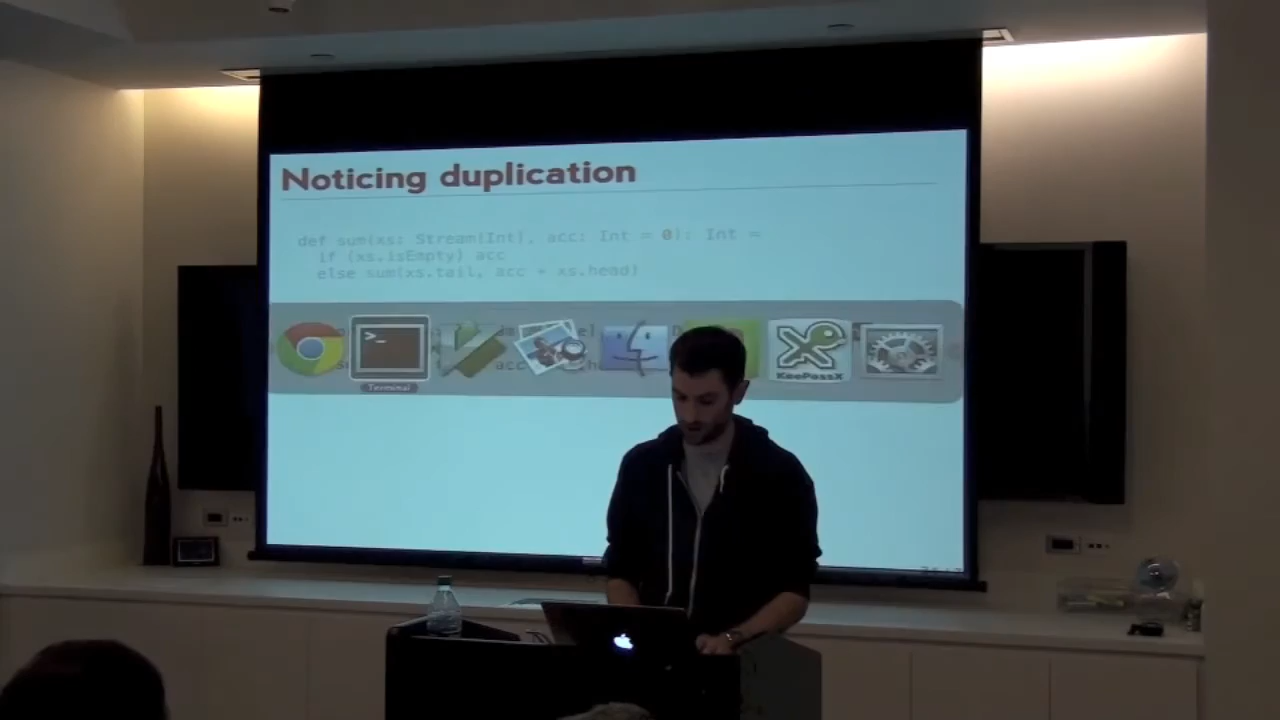 Noticing duplication
def sum(xs: Stream[Int], acc: Int = 0): Int =
if (xs.isEmpty) acc
else sum(xs.tail, acc + xs.head)
>_
acc
Terminal
KeePassX